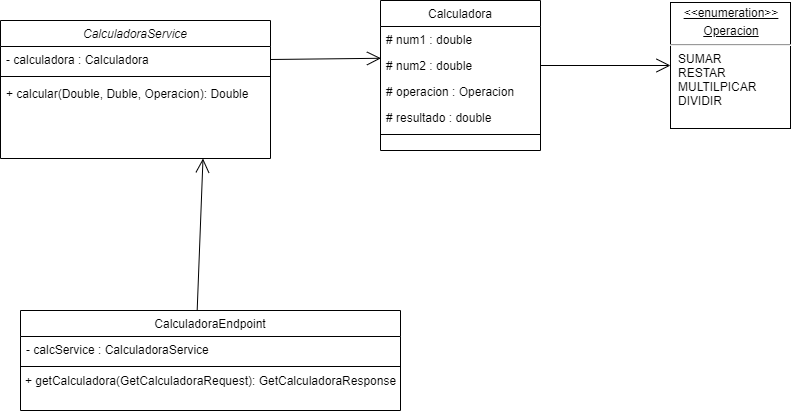 CalculadoraService
- calculadora : Calculadora
+ calcular(Double, Duble, Operacion): Double
Calculadora
# num1 : double
# num2 : double
# operacion : Operacion
# resultado : double
<<enumeration>>
Operacion
SUMAR
RESTAR
MULTILPICAR
DIVIDIR
CalculadoraEndpoint
- calcService : CalculadoraService
+ getCalculadora(GetCalculadoraRequest): GetCalculadoraResponse